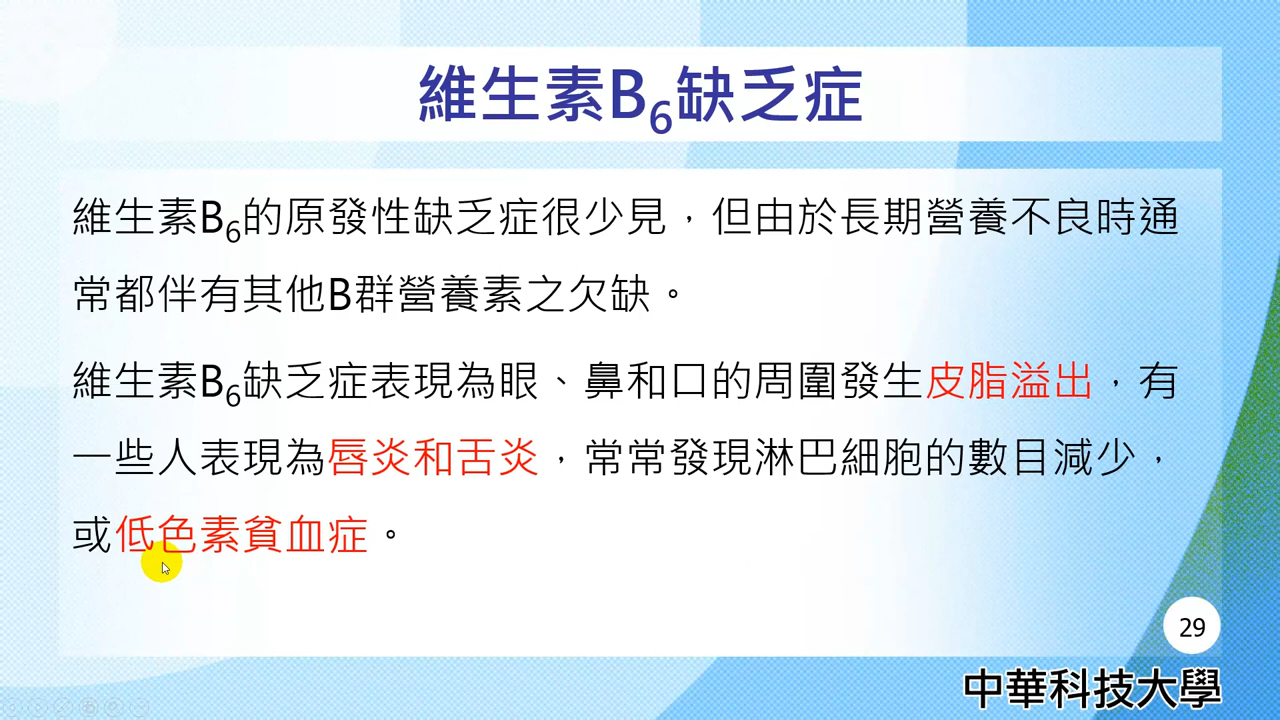 維生素B₆缺乏症
維生素B₆的原發性缺乏症很少見，但由於長期營養不良時通
常都伴有其他B群營養素之欠缺。
維生素B₆缺乏症表現為眼、鼻和口的周圍發生皮脂溢出，有
一些人表現為唇炎和舌炎，常常發現淋巴細胞的數目減少，
或低色素貧血症。
29
中華科技大學